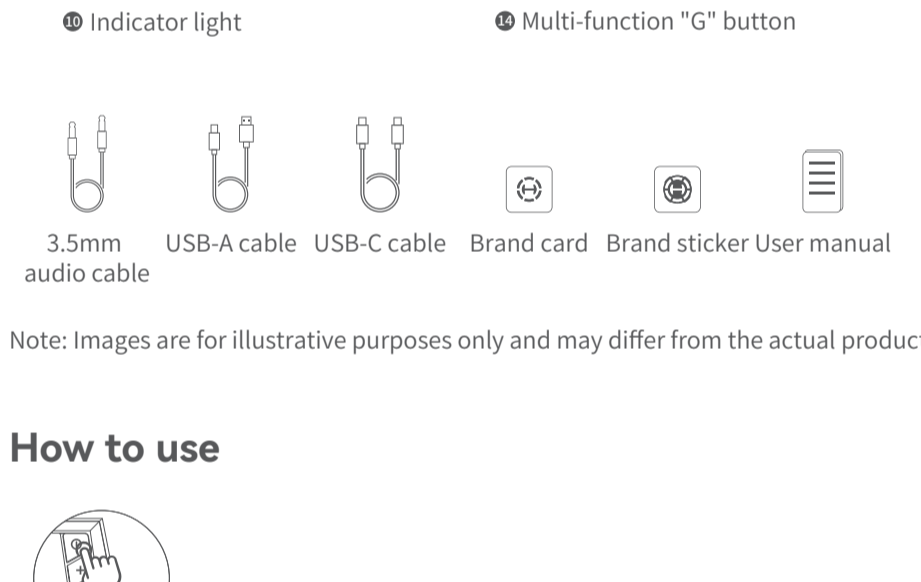 10 Indicator light
14 Multi-function "G" button
3.5mm
audio cable
USB-A cable
USB-C cable
Brand card
Brand sticker
User manual
Note: Images are for illustrative purposes only and may differ from the actual product
How to use